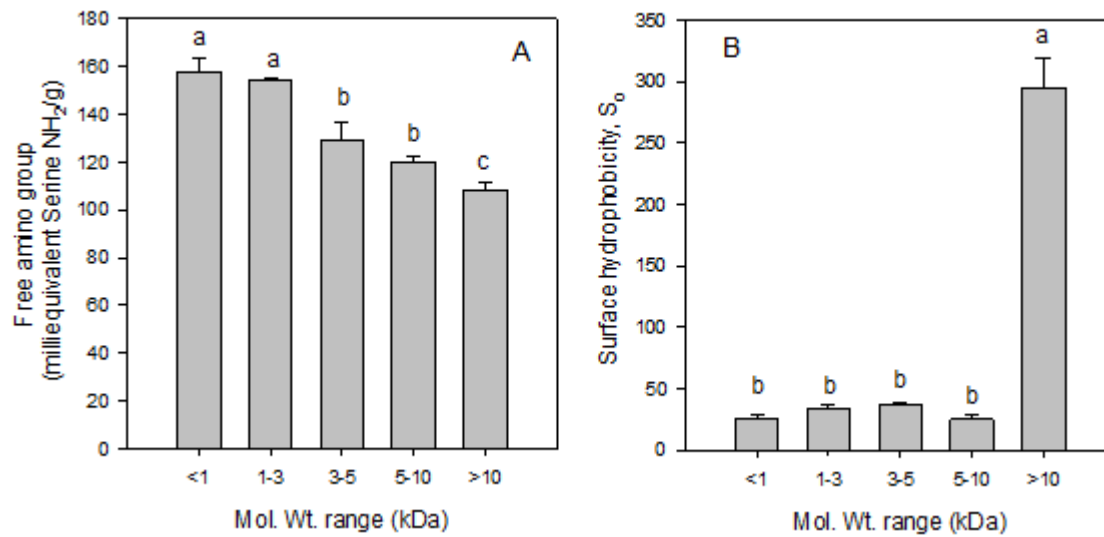 A
Free amino group
(milliequivalent Serine NH₂/g)
180
160
140
120
100
80
60
40
20
0
a
a
b
b
c
<1
1-3
3-5
5-10
>10
Mol. Wt. range (kDa)
B
Surface hydrophobicity, Sₒ
350
300
250
200
150
100
50
0
b
b
b
b
a
<1
1-3
3-5
5-10
>10
Mol. Wt. range (kDa)